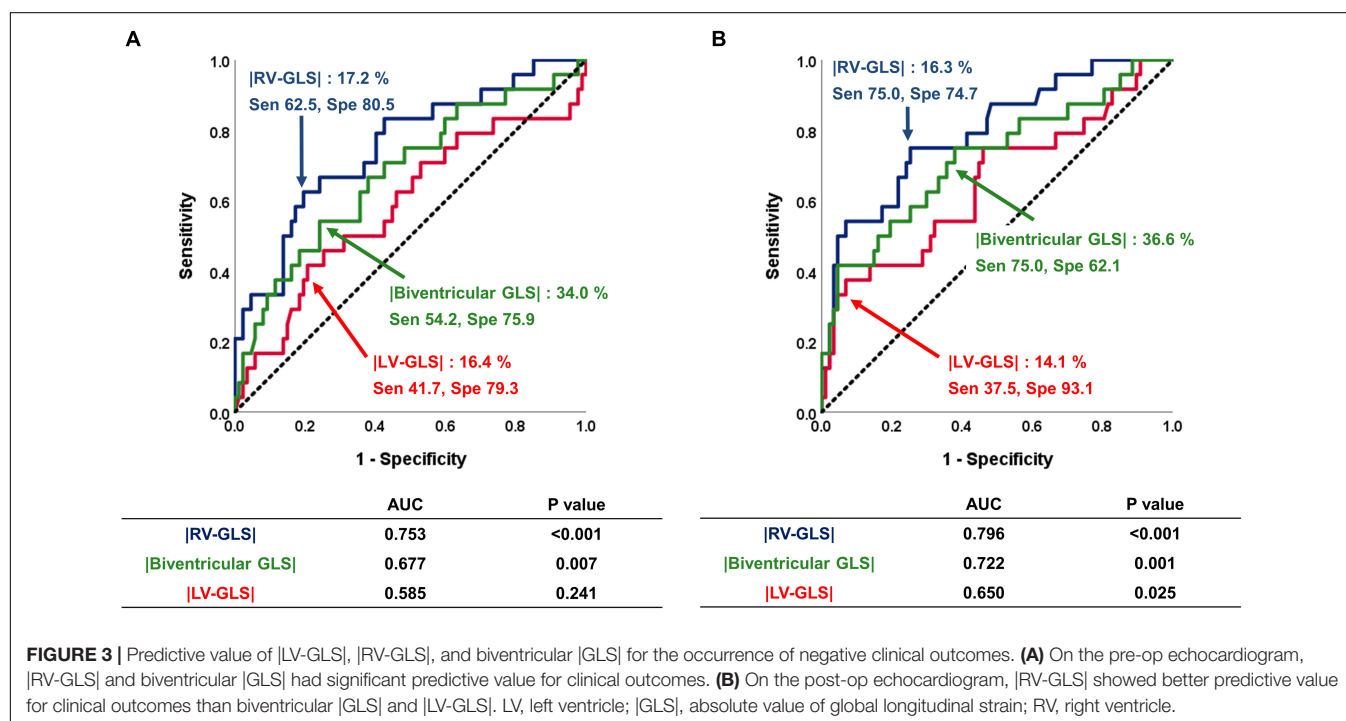 A
|RV-GLS| : 17.2 %
Sen 62.5, Spe 80.5
|Biventricular GLS| : 34.0 %
Sen 54.2, Spe 75.9
|LV-GLS| : 16.4 %
Sen 41.7, Spe 79.3
Sensitivity
1.0
0.8
0.6
0.4
0.2
0.0
0.0 0.2 0.4 0.6 0.8 1.0
1 - Specificity
AUC P value
|RV-GLS| 0.753 <0.001
|Biventricular GLS| 0.677 0.007
|LV-GLS| 0.585 0.241
B
|RV-GLS| : 16.3 %
Sen 75.0, Spe 74.7
|Biventricular GLS| : 36.6 %
Sen 75.0, Spe 62.1
|LV-GLS| : 14.1 %
Sen 37.5, Spe 93.1
Sensitivity
1.0
0.8
0.6
0.4
0.2
0.0
0.0 0.2 0.4 0.6 0.8 1.0
1 - Specificity
AUC P value
|RV-GLS| 0.796 <0.001
|Biventricular GLS| 0.722 0.001
|LV-GLS| 0.650 0.025
FIGURE 3 | Predictive value of |LV-GLS|, |RV-GLS|, and biventricular |GLS| for the occurrence of negative clinical outcomes. (A) On the pre-op echocardiogram,
|RV-GLS| and biventricular |GLS| had significant predictive value for clinical outcomes. (B) On the post-op echocardiogram, |RV-GLS| showed better predictive value
for clinical outcomes than biventricular |GLS| and |LV-GLS|. LV, left ventricle; |GLS|, absolute value of global longitudinal strain; RV, right ventricle.